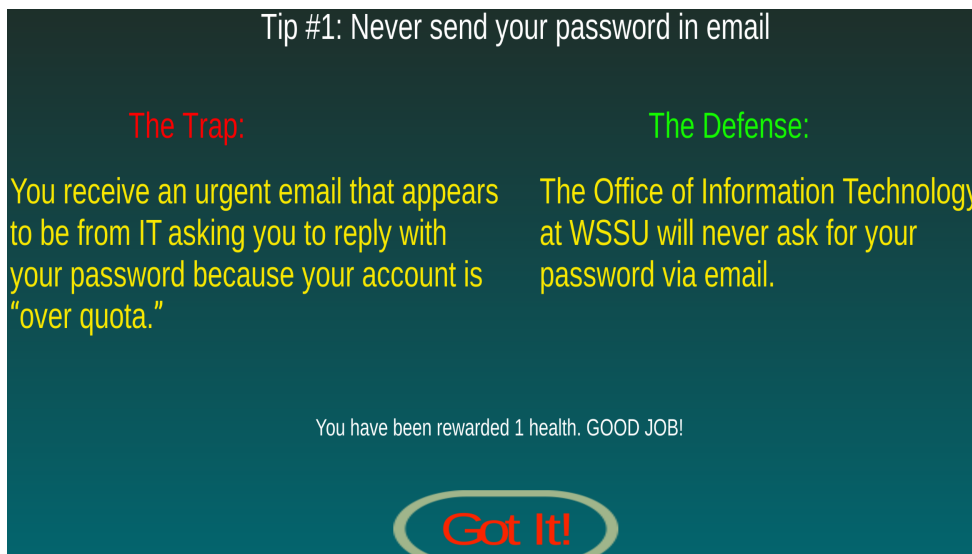 Tip #1: Never send your password in email
The Trap:
You receive an urgent email that appears
to be from IT asking you to reply with
your password because your account is
“over quota.”
The Defense:
The Office of Information Technology
at WSSU will never ask for your
password via email.
You have been rewarded 1 health. GOOD JOB!
Got It!